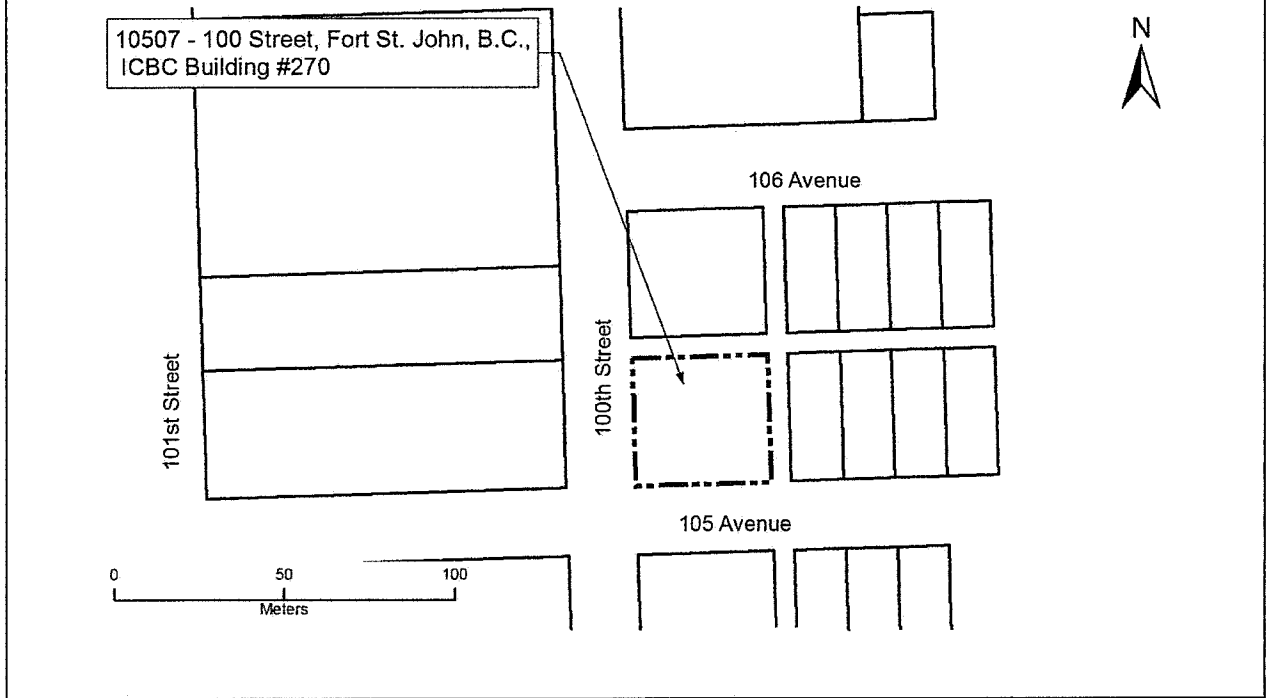 10507 - 100 Street, Fort St. John, B.C.,
ICBC Building #270
N
106 Avenue
100th Street
101st Street
105 Avenue
0 50 100
Meters